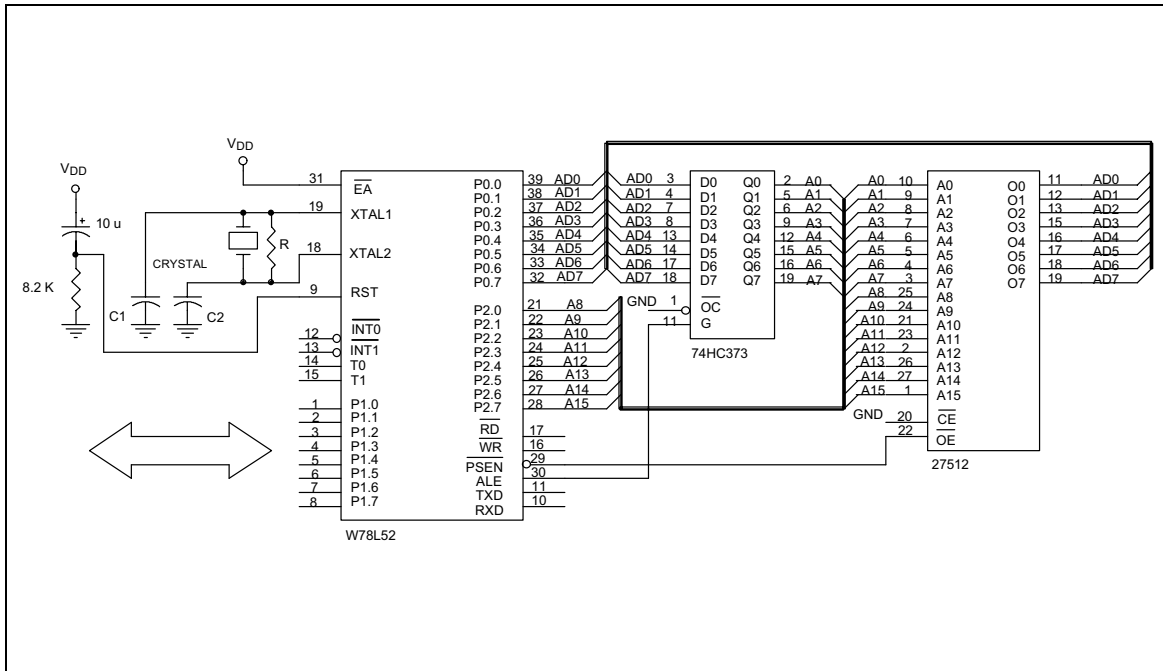 VDD
VDD
10 u
8.2 K
C1
C2
CRYSTAL
R
31
19
18
9
12
13
14
15
1
2
3
4
5
6
7
8
EA
XTAL1
XTAL2
RST
INT0
INT1
T0
T1
P1.0
P1.1
P1.2
P1.3
P1.4
P1.5
P1.6
P1.7
P0.0 39 AD0
P0.1 38 AD1
P0.2 37 AD2
P0.3 36 AD3
P0.4 35 AD4
P0.5 34 AD5
P0.6 33 AD6
P0.7 32 AD7
P2.0 21 A8
P2.1 22 A9
P2.2 23 A10
P2.3 24 A11
P2.4 25 A12
P2.5 26 A13
P2.6 27 A14
P2.7 28 A15
RD 17
WR 16
PSEN 29
ALE 30
TXD 11
RXD 10
W78L52
AD0 3 D0 Q0 2 A0
AD1 4 D1 Q1 5 A1
AD2 7 D2 Q2 6 A2
AD3 8 D3 Q3 9 A3
AD4 13 D4 Q4 12 A4
AD5 14 D5 Q5 15 A5
AD6 17 D6 Q6 16 A6
AD7 18 D7 Q7 19 A7
GND 1 OC
11 G
74HC373
A0 10 A0 O0 11 AD0
A1 9 A1 O1 12 AD1
A2 8 A2 O2 13 AD2
A3 7 A3 O3 15 AD3
A4 6 A4 O4 16 AD4
A5 5 A5 O5 17 AD5
A6 4 A6 O6 18 AD6
A7 3 A7 O7 19 AD7
A8 25 A8
A9 24 A9
A10 21 A10
A11 23 A11
A12 2 A12
A13 26 A13
A14 27 A14
A15 1 A15
GND 20 CE
22 OE
27512